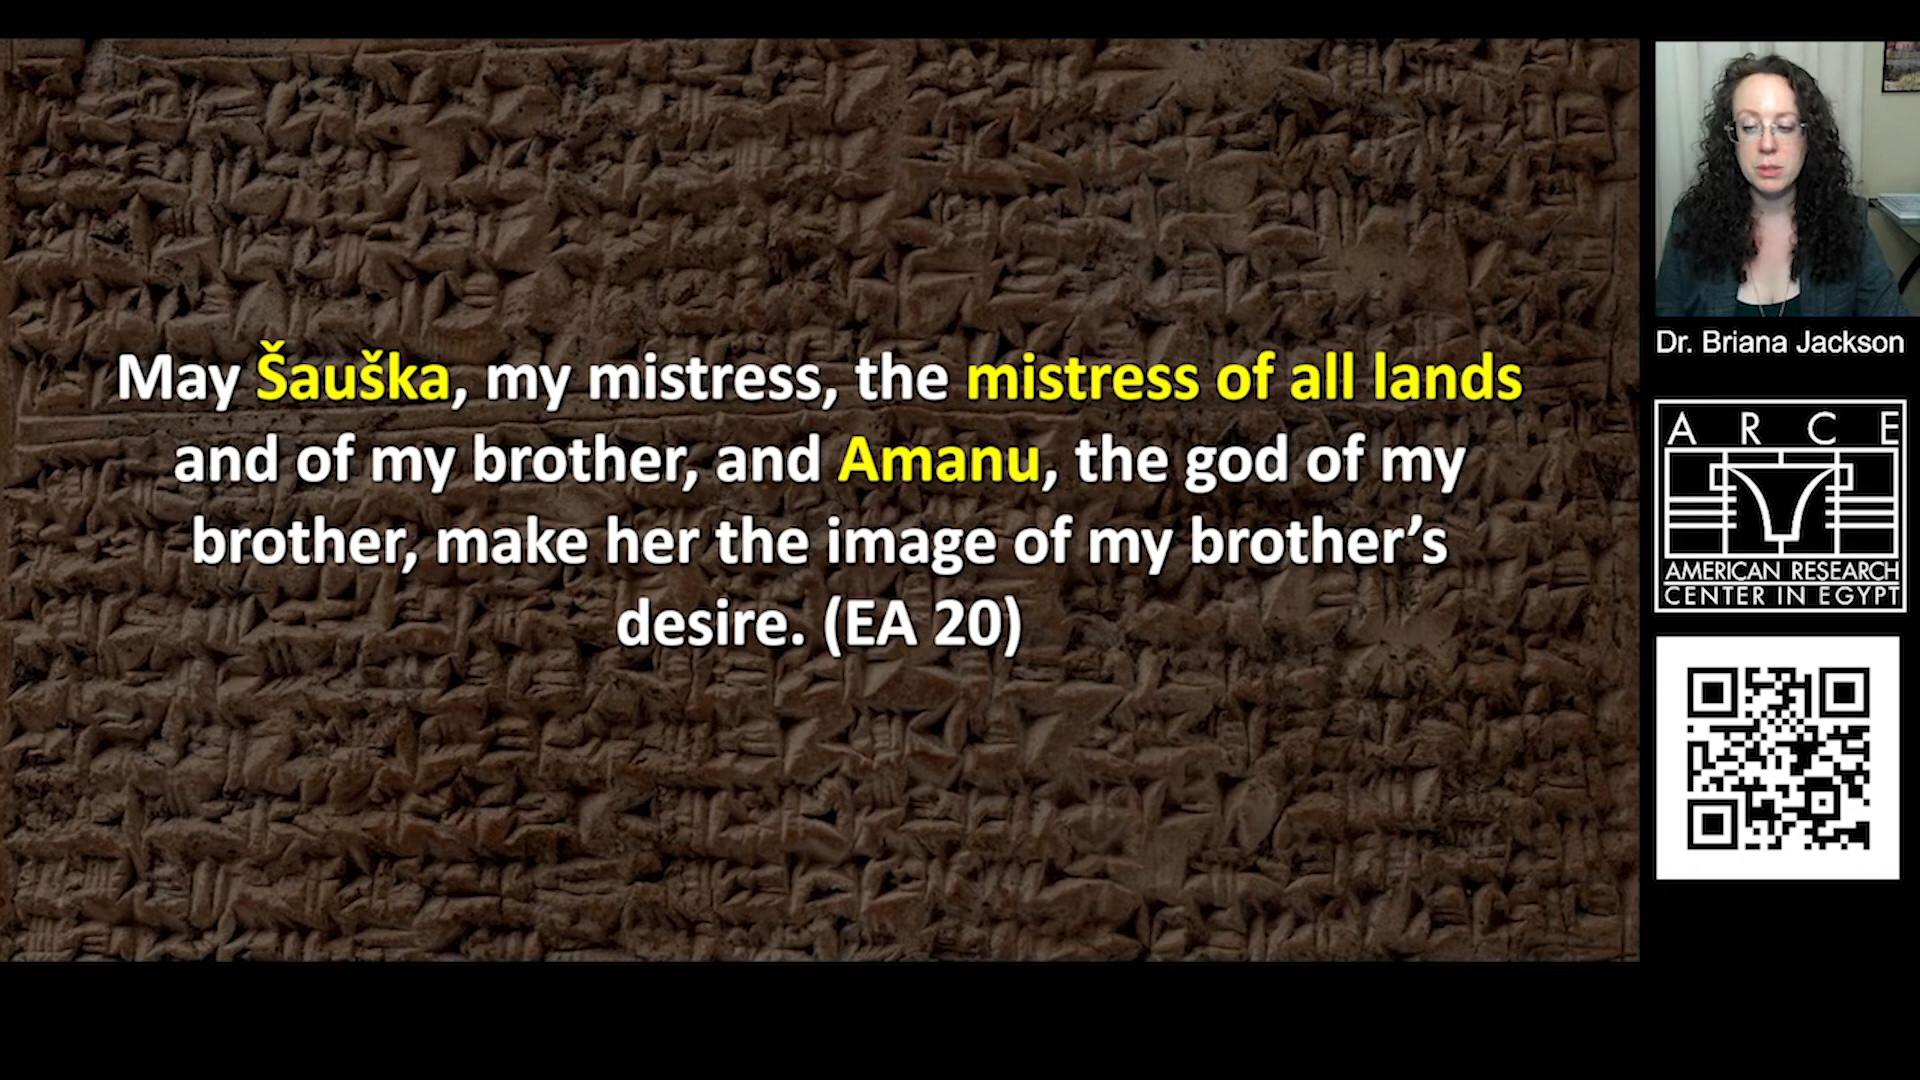 May Šauška, my mistress, the mistress of all lands
and of my brother, and Amanu, the god of my
brother, make her the image of my brother’s
desire. (EA 20)
Dr. Briana Jackson
A R C E
AMERICAN RESEARCH
CENTER IN EGYPT